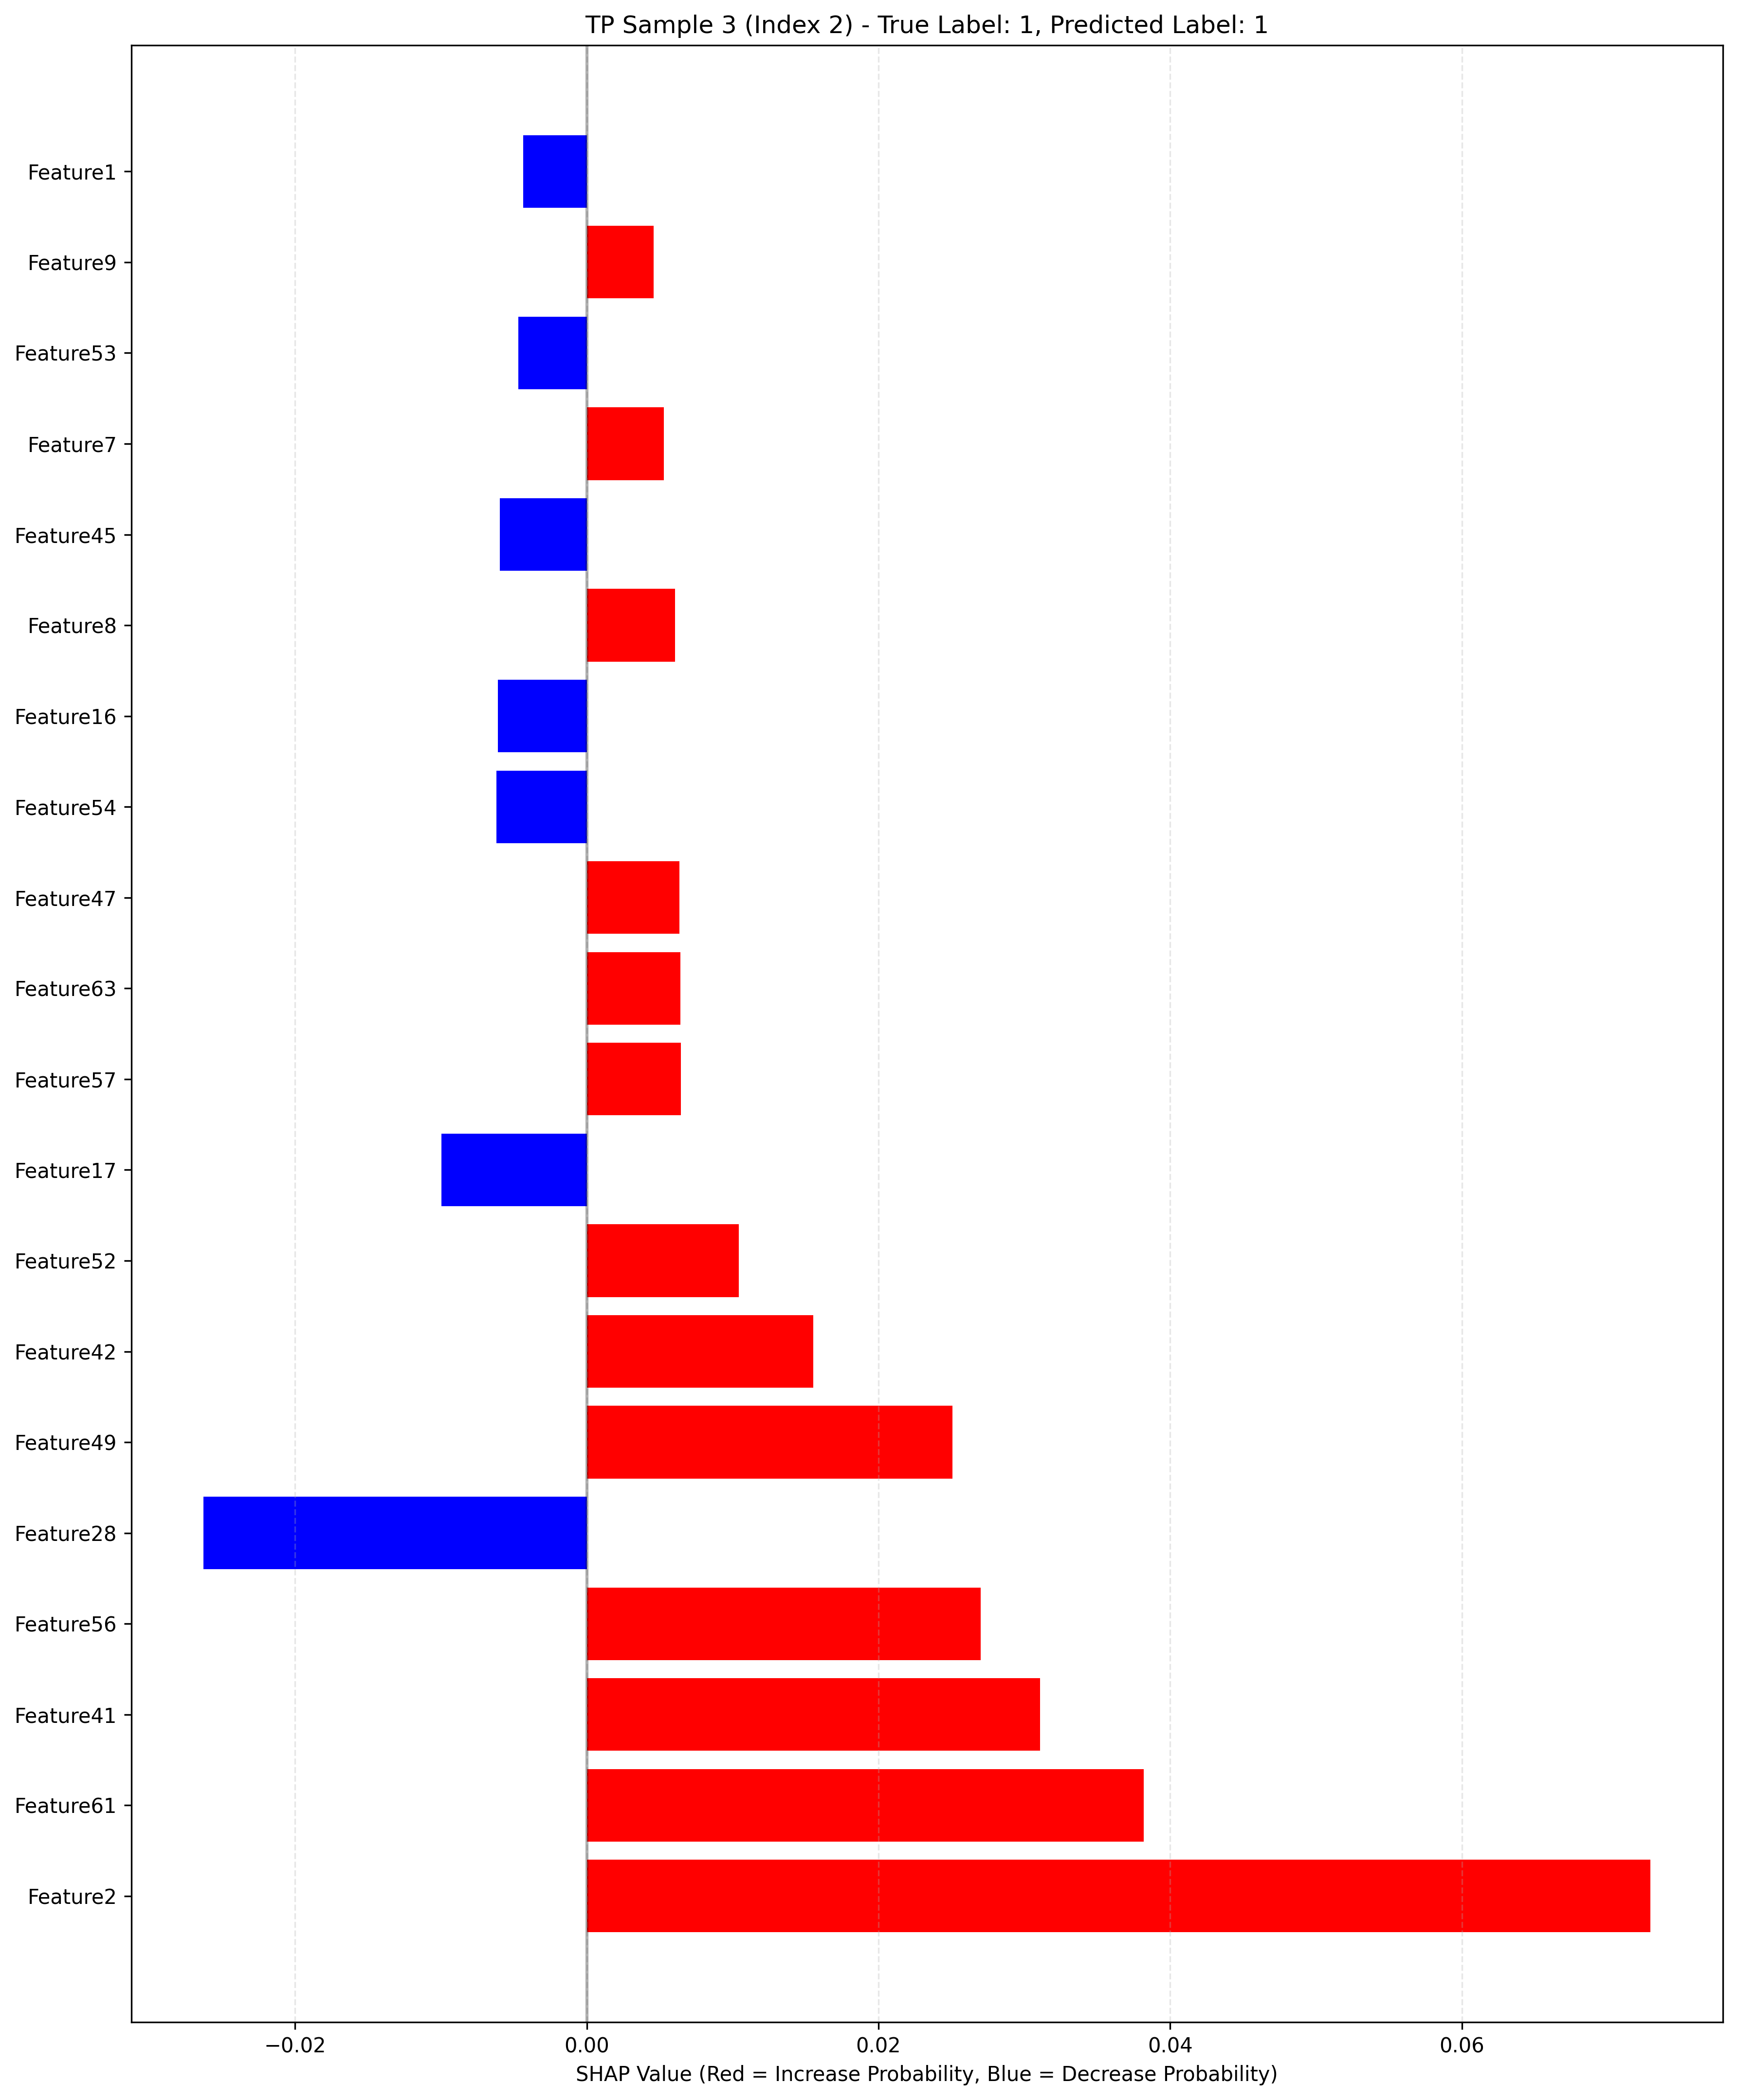 TP Sample 3 (Index 2) - True Label: 1, Predicted Label: 1
Feature1
Feature9
Feature53
Feature7
Feature45
Feature8
Feature16
Feature54
Feature47
Feature63
Feature57
Feature17
Feature52
Feature42
Feature49
Feature28
Feature56
Feature41
Feature61
Feature2
−0.02 0.00 0.02 0.04 0.06
SHAP Value (Red = Increase Probability, Blue = Decrease Probability)